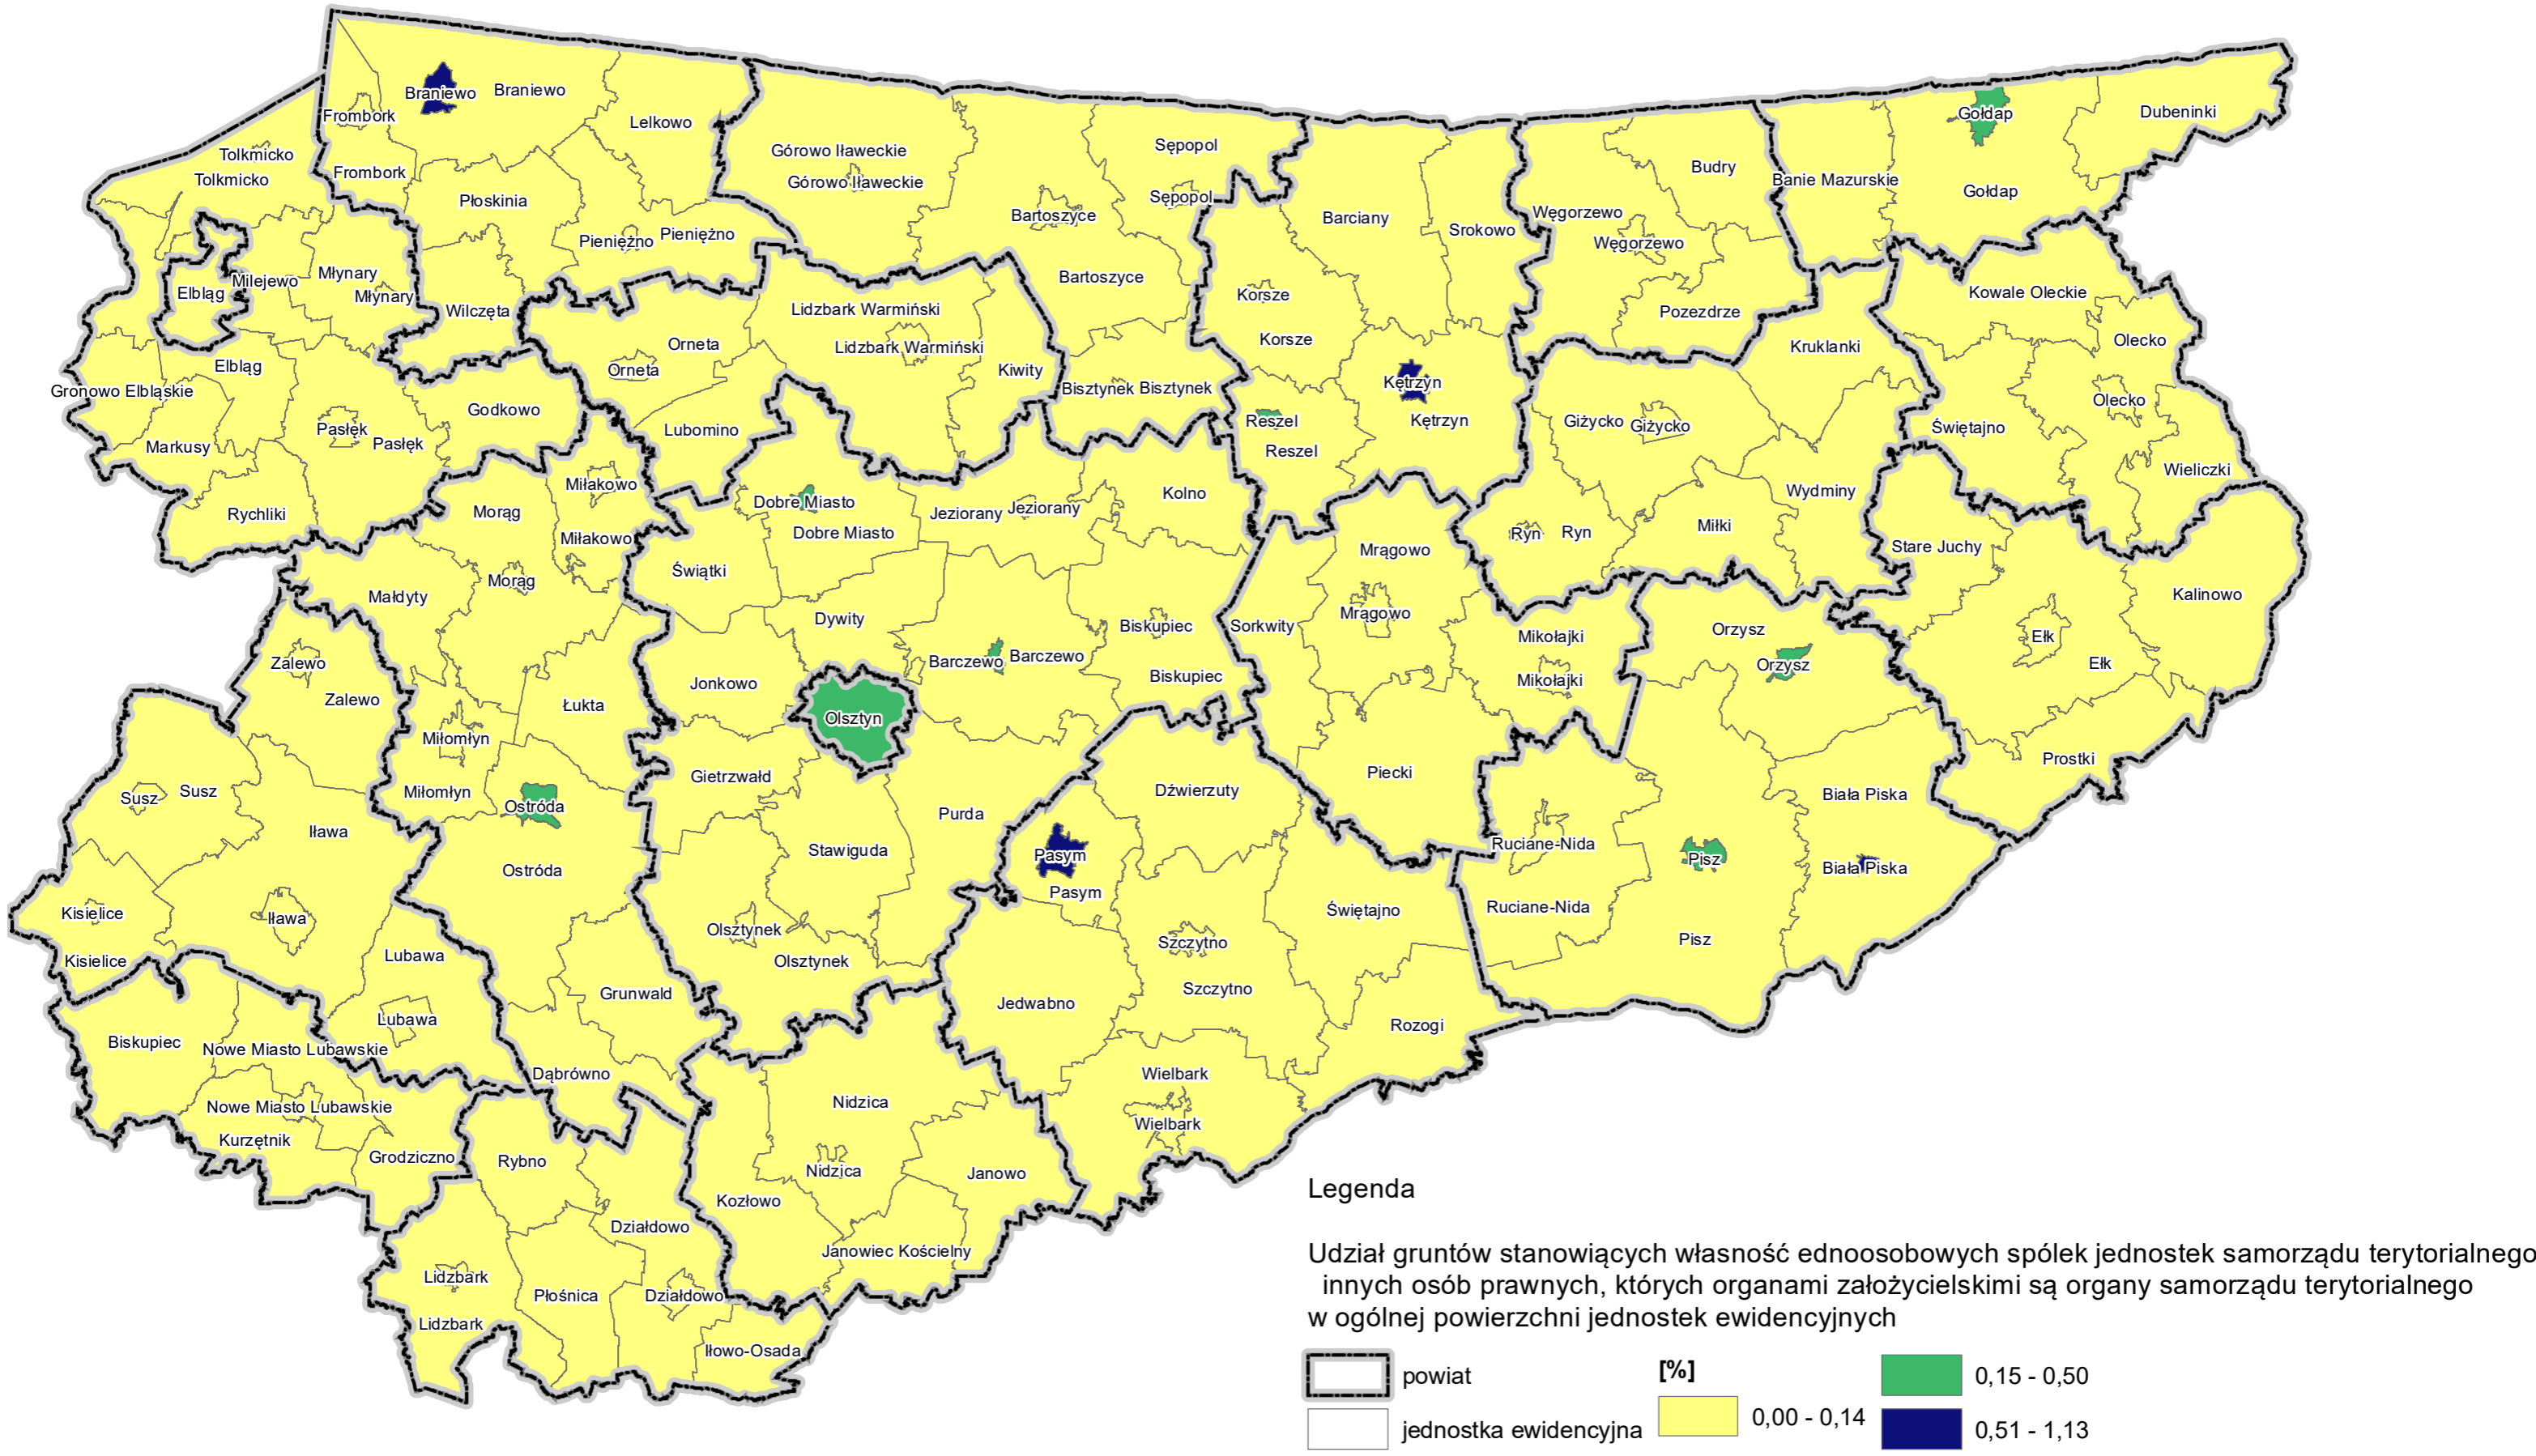 Braniewo
Braniewo
Frombork
Lelkowo
Gołdap
Dubeninki
Tolkmicko
Górowo Iławeckie
Sępopol
Budry
Tolkmicko
Frombork
Górowo Iławeckie
Banie Mazurskie
Gołdap
Płoskinia
Sępopol
Bartoszyce
Barciany
Węgorzewo
Srokowo
Pieniężno
Pieniężno
Węgorzewo
Młynary
Milejewo
Elbląg
Młynary
Bartoszyce
Korsze
Kowale Oleckie
Wilczęta
Lidzbark Warmiński
Pozezdrze
Orneta
Lidzbark Warmiński
Korsze
Olecko
Kruklanki
Elbląg
Orneta
Kiwity
Gronowo Elbląskie
Bisztynek
Bisztynek
Kętrzyn
Olecko
Godkowo
Reszel
Kętrzyn
Giżycko
Giżycko
Świętajno
Pasłęk
Pasłęk
Lubomino
Markusy
Reszel
Wieliczki
Miłakowo
Kolno
Wydminy
Dobre Miasto
Rychliki
Morąg
Jeziorany
Jeziorany
Dobre Miasto
Miłakowo
Ryn
Ryn
Miłki
Mrągowo
Stare Juchy
Świątki
Morąg
Małdyty
Kalinowo
Dywity
Biskupiec
Sorkwity
Mrągowo
Mikołajki
Orzysz
Ełk
Zalewo
Barczewo
Barczewo
Orzysz
Ełk
Zalewo
Jonkowo
Biskupiec
Mikołajki
Łukta
Olsztyn
Miłomłyn
Prostki
Gietrzwałd
Piecki
Susz
Susz
Miłomłyn
Dźwierzuty
Biała Piska
Ostróda
Purda
Iława
Stawiguda
Pasym
Ruciane-Nida
Pisz
Biała Piska
Ostróda
Pasym
Kisielice
Iława
Świętajno
Ruciane-Nida
Olsztynek
Szczytno
Pisz
Kisielice
Lubawa
Olsztynek
Grunwald
Jedwabno
Szczytno
Lubawa
Rozogi
Biskupiec
Nowe Miasto Lubawskie
Dąbrówno
Wielbark
Nowe Miasto Lubawskie
Nidzica
Wielbark
Kurzętnik
Grodziczno
Rybno
Nidzica
Janowo
Kozłowo
Działdowo
Janowiec Kościelny
Lidzbark
Płośnica
Działdowo
Lidzbark
Iłowo-Osada
Legenda
Udział gruntów stanowiących własność ednoosobowych spólek jednostek samorządu terytorialnego
innych osób prawnych, których organami założycielskimi są organy samorządu terytorialnego
w ogólnej powierzchni jednostek ewidencyjnych
powiat
[%]
0,15 - 0,50
jednostka ewidencyjna
0,00 - 0,14
0,51 - 1,13